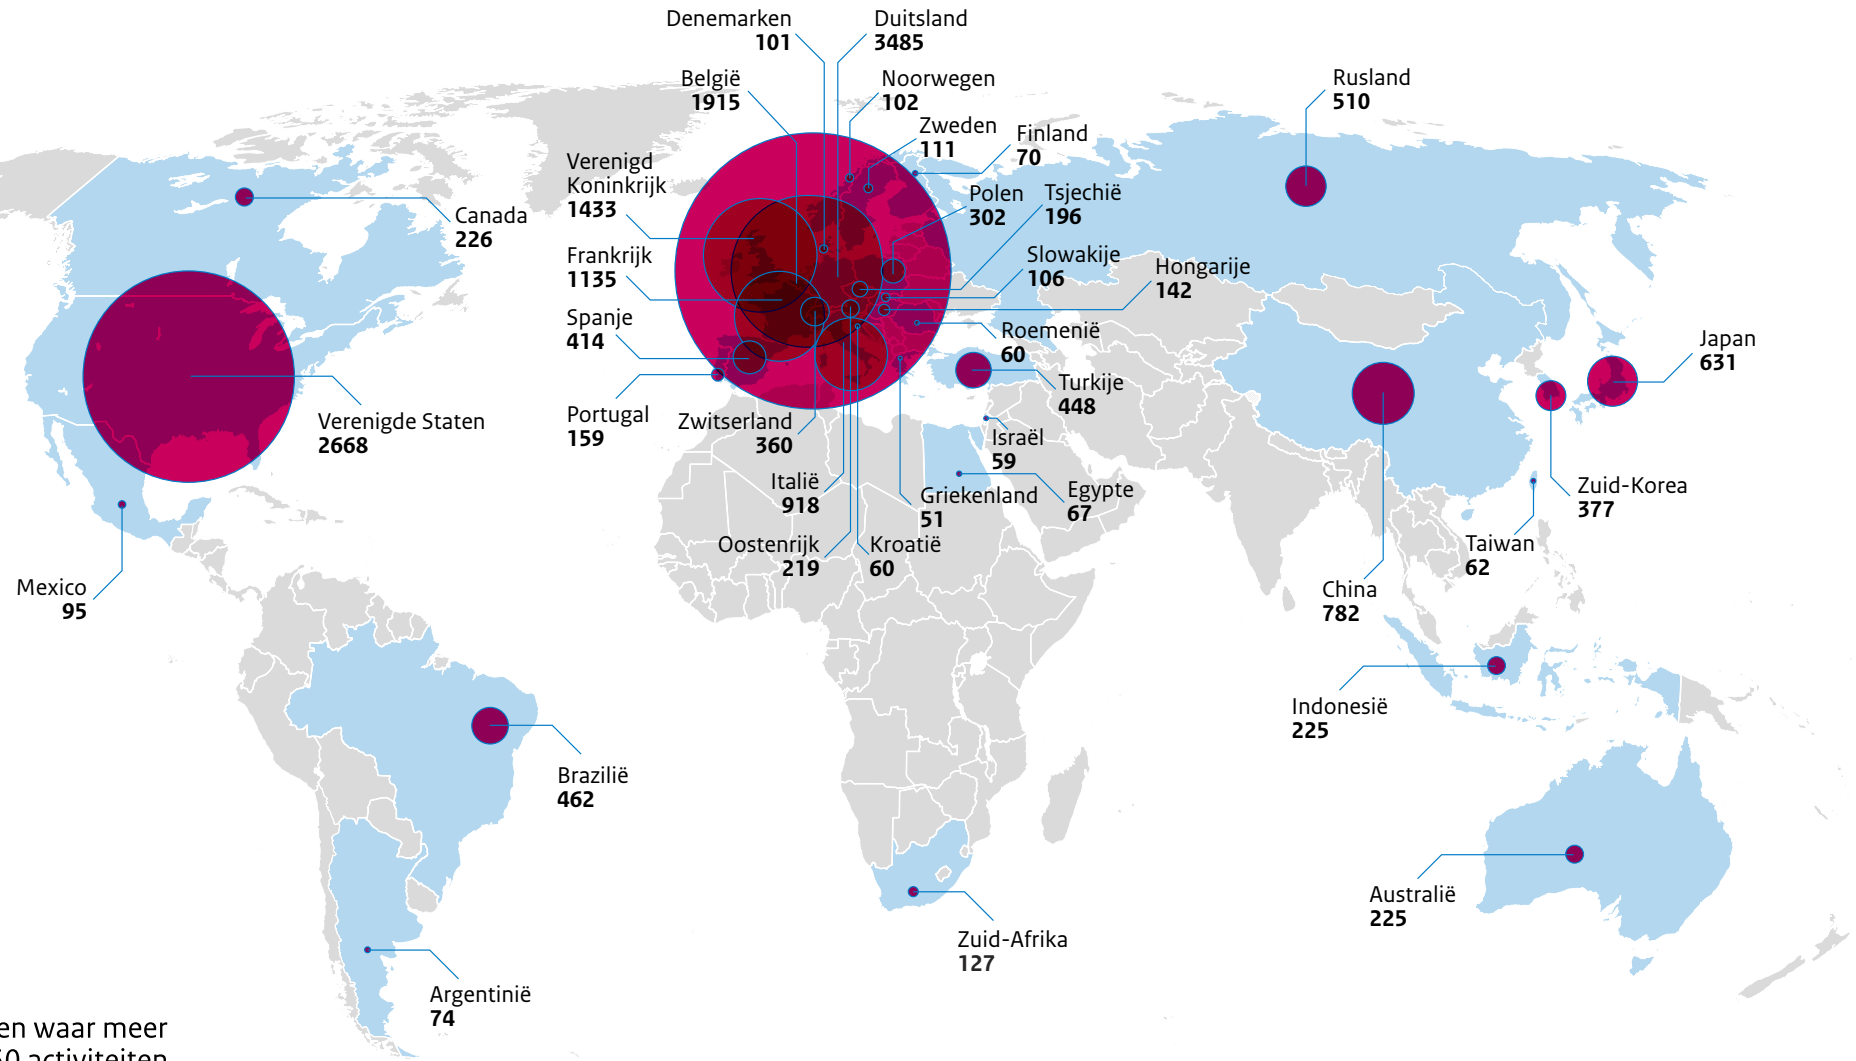 Denemarken
101
Duitsland
3485
België
1915
Noorwegen
102
Zweden
111
Finland
70
Rusland
510
Verenigd
Koninkrijk
1433
Polen
302
Tsjechië
196
Canada
226
Frankrijk
1135
Slowakije
106
Hongarije
142
Spanje
414
Roemenië
60
Japan
631
Turkije
448
Verenigde Staten
2668
Portugal
159
Zwitserland
360
Israël
59
Italië
918
Griekenland
51
Egypte
67
Zuid-Korea
377
Oostenrijk
219
Kroatië
60
Taiwan
62
Mexico
95
China
782
Indonesië
225
Brazilië
462
Australië
225
Zuid-Afrika
127
Argentinië
74
en waar meer
50 activiteiten